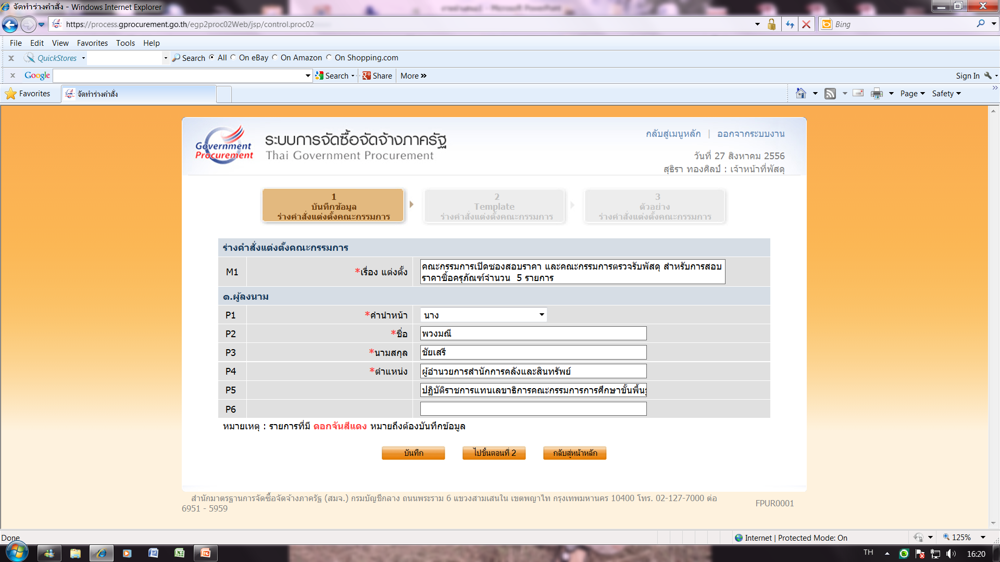 จัดทำร่างคำสั่ง - Windows Internet Explorer
https://process.gprocurement.go.th/egp2proc02Web/jsp/control.proc02
Bing
File Edit View Favorites Tools Help
x QuickStores Search All On eBay On Amazon On Shopping.com
x Google Search Share More »
Sign In
Favorites จัดทำร่างคำสั่ง
Page Safety »
Government
Procurement
ระบบการจัดซื้อจัดจ้างภาครัฐ
Thai Government Procurement
กลับสู่เมนูหลัก | ออกจากระบบงาน
วันที่ 27 สิงหาคม 2556
สุธิรา ทองศิลป์ : เจ้าหน้าที่พัสดุ
1
บันทึกข้อมูล
ร่างคำสั่งแต่งตั้งคณะกรรมการ
2
Template
ร่างคำสั่งแต่งตั้งคณะกรรมการ
3
ตัวอย่าง
ร่างคำสั่งแต่งตั้งคณะกรรมการ
ร่างคำสั่งแต่งตั้งคณะกรรมการ
M1 *เรื่อง แต่งตั้ง คณะกรรมการเปิดซองสอบราคา และคณะกรรมการตรวจรับพัสดุ สำหรับการสอบ
ราคาซื้อครุภัณฑ์จำนวน 5 รายการ
๑.ผู้ลงนาม
P1 *คำนำหน้า นาง
P2 *ชื่อ พวงมณี
P3 *นามสกุล ชัยเสรี
P4 *ตำแหน่ง ผู้อำนวยการสำนักการคลังและสินทรัพย์
P5 ปฏิบัติราชการแทนเลขาธิการคณะกรรมการการศึกษาขั้นพื้นฐ
P6
หมายเหตุ : รายการที่มี ดอกจันสีแดง หมายถึงต้องบันทึกข้อมูล
บันทึก ไปขั้นตอนที่ 2 กลับสู่หน้าหลัก
สำนักมาตรฐานการจัดซื้อจัดจ้างภาครัฐ (สมจ.) กรมบัญชีกลาง ถนนพระราม 6 แขวงสามเสนใน เขตพญาไท กรุงเทพมหานคร 10400 โทร. 02-127-7000 ต่อ
6951 - 5959
FPUR0001
Done
Internet | Protected Mode: On
125%
TH
16:20